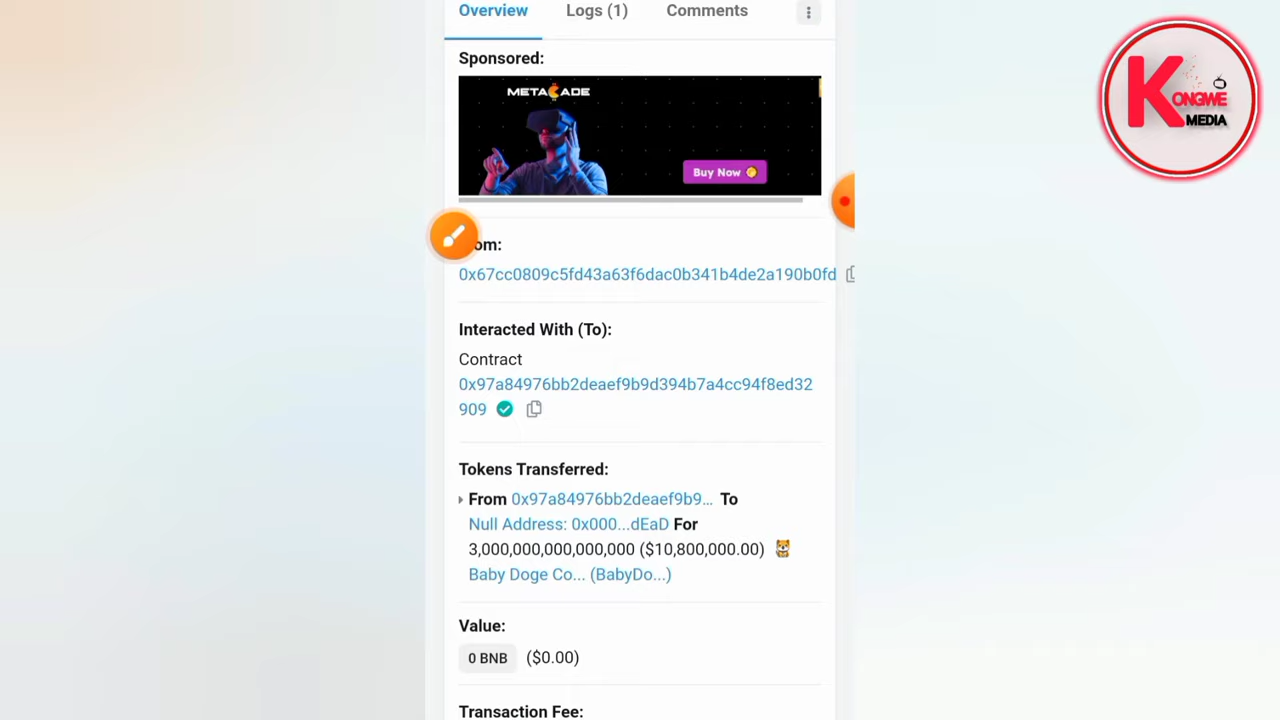 Overview Logs (1) Comments
Sponsored:
METACADE
Buy Now
om:
0x67cc0809c5fd43a63f6dac0b341b4de2a190b0fd
Interacted With (To):
Contract
0x97a84976bb2deaef9b9d394b7a4cc94f8ed32
909
Tokens Transferred:
From 0x97a84976bb2deaef9b9... To
Null Address: 0x000...dEaD For
3,000,000,000,000,000 ($10,800,000.00)
Baby Doge Co... (BabyDo...)
Value:
0 BNB ($0.00)
Transaction Fee:
KONGWE
MEDIA